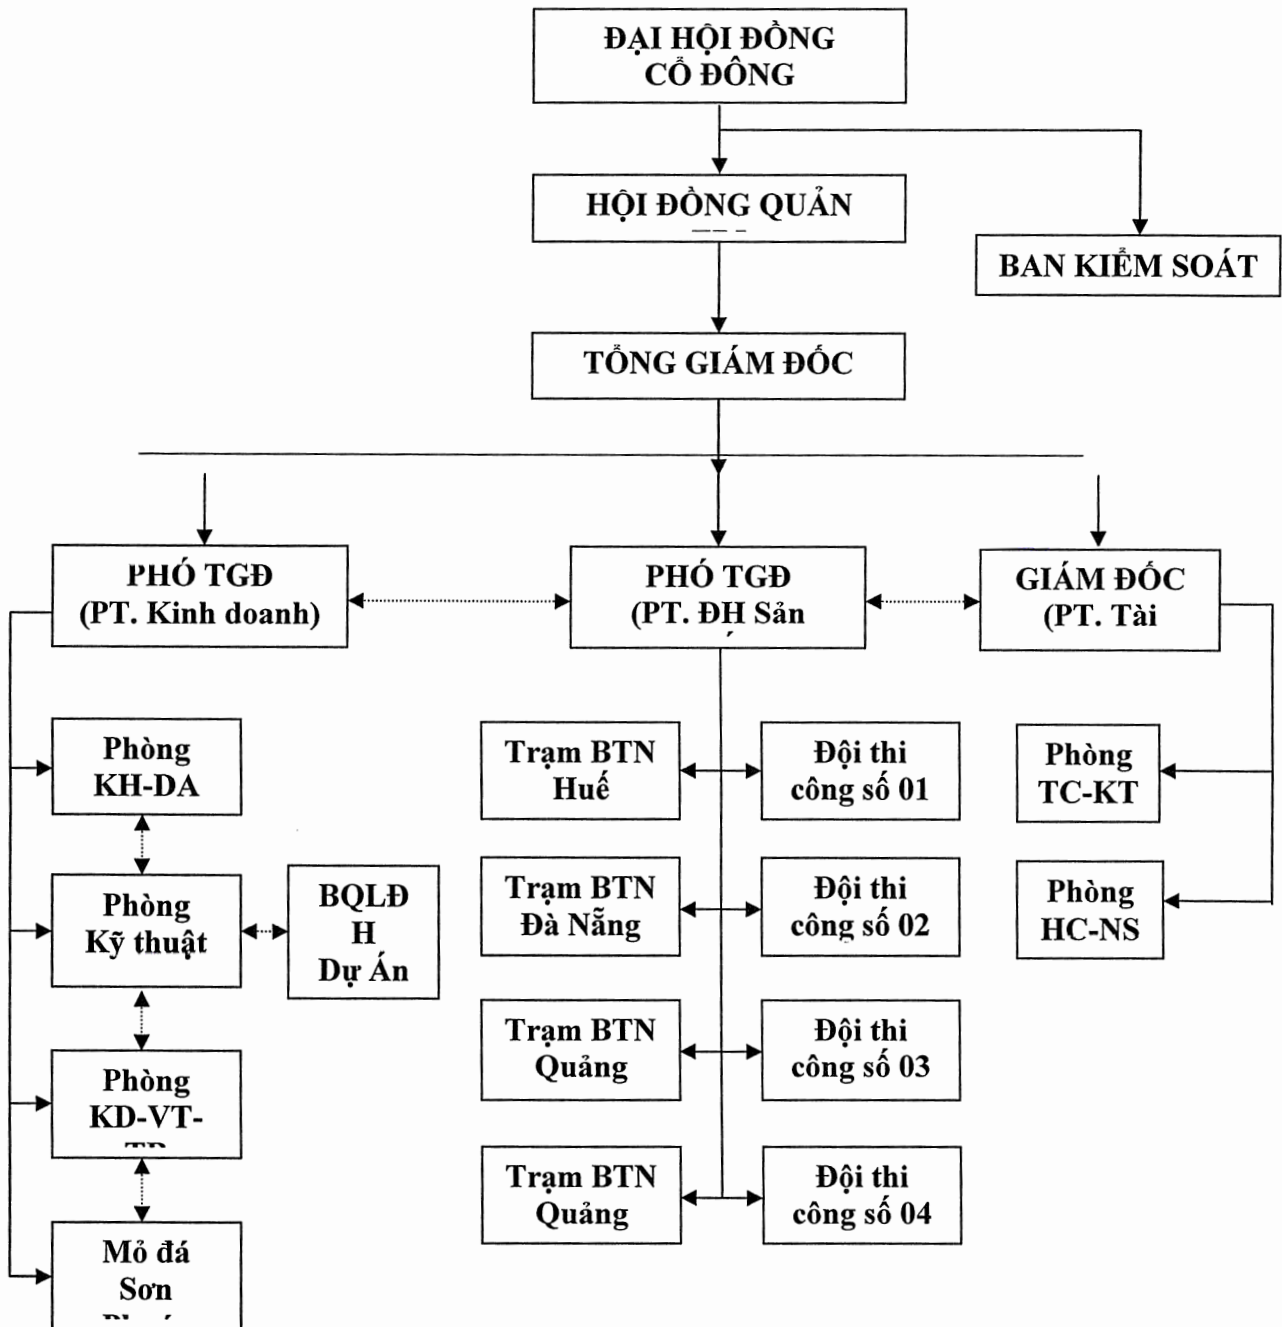 ĐẠI HỘI ĐỒNG
CỔ ĐÔNG
HỘI ĐỒNG QUẢN
BAN KIỂM SOÁT
TỔNG GIÁM ĐỐC
PHÓ TGĐ
(PT. Kinh doanh)
PHÓ TGĐ
(PT. ĐH Sản
GIÁM ĐỐC
(PT. Tài
Phòng
KH-DA
Phòng
Kỹ thuật
BQLĐ
H
Dự Án
Phòng
KD-VT-
Mỏ đá
Sơn
Trạm BTN
Huế
Đội thi
công số 01
Trạm BTN
Đà Nẵng
Đội thi
công số 02
Trạm BTN
Quảng
Đội thi
công số 03
Trạm BTN
Quảng
Đội thi
công số 04
Phòng
TC-KT
Phòng
HC-NS